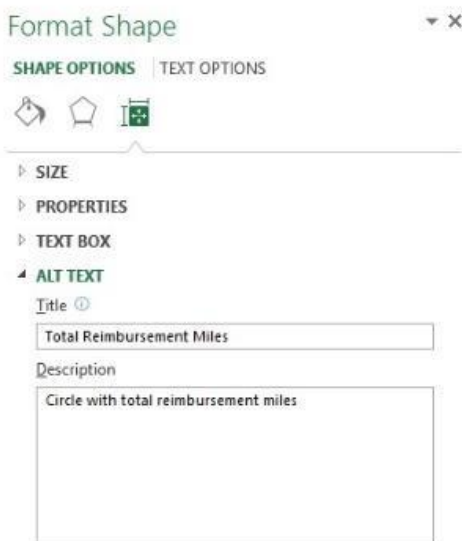 Format Shape
SHAPE OPTIONS TEXT OPTIONS
SIZE
PROPERTIES
TEXT BOX
ALT TEXT
Title
Total Reimbursement Miles
Description
Circle with total reimbursement miles